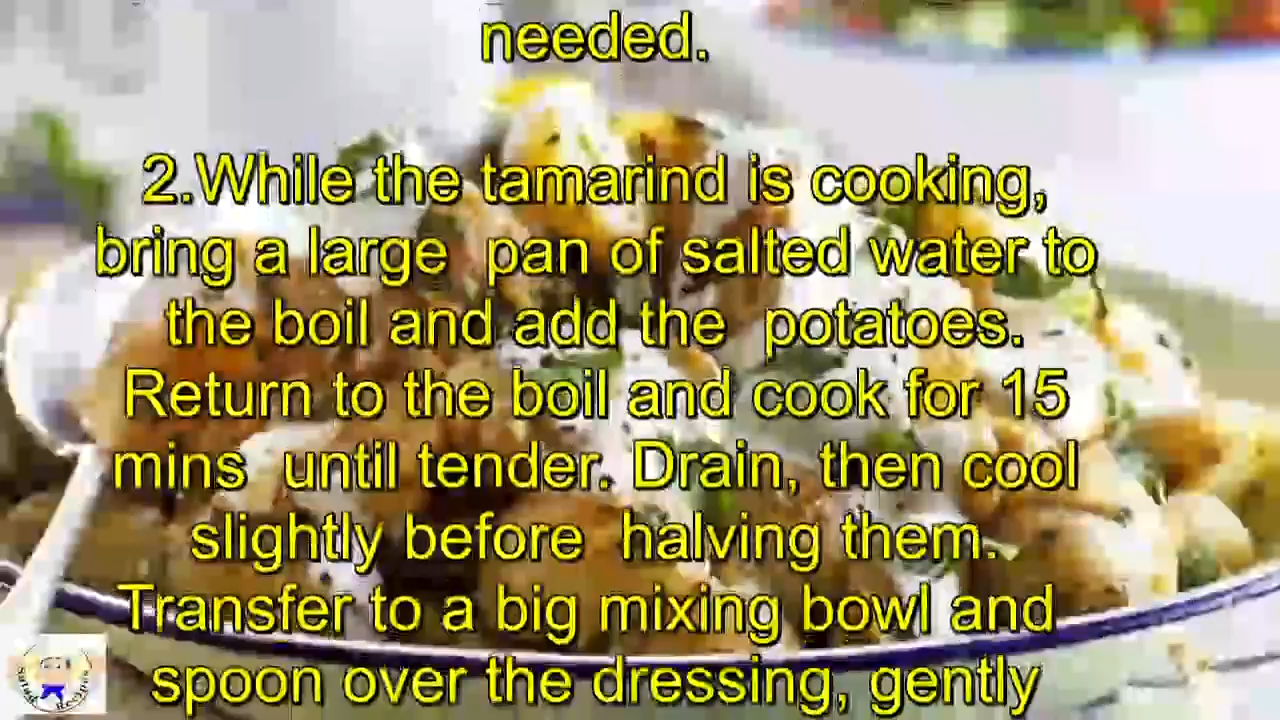 needed.
2.While the tamarind is cooking,
bring a large  pan of salted water to
the boil and add the  potatoes.
Return to the boil and cook for 15
mins  until tender. Drain, then cool
slightly before  halving them.
Transfer to a big mixing bowl and
spoon over the dressing, gently